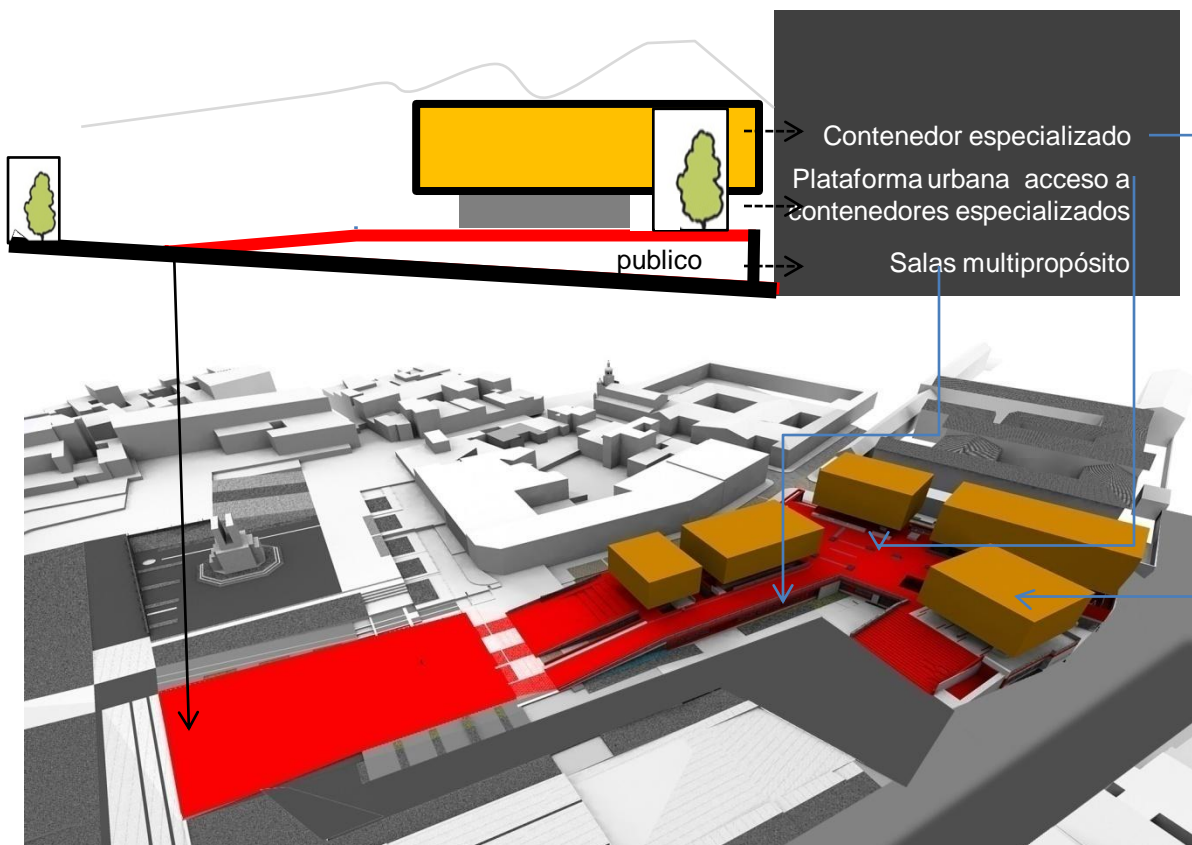 Contenedor especializado
Plataforma urbana acceso a
contenedores especializados
publico
Salas multipropósito